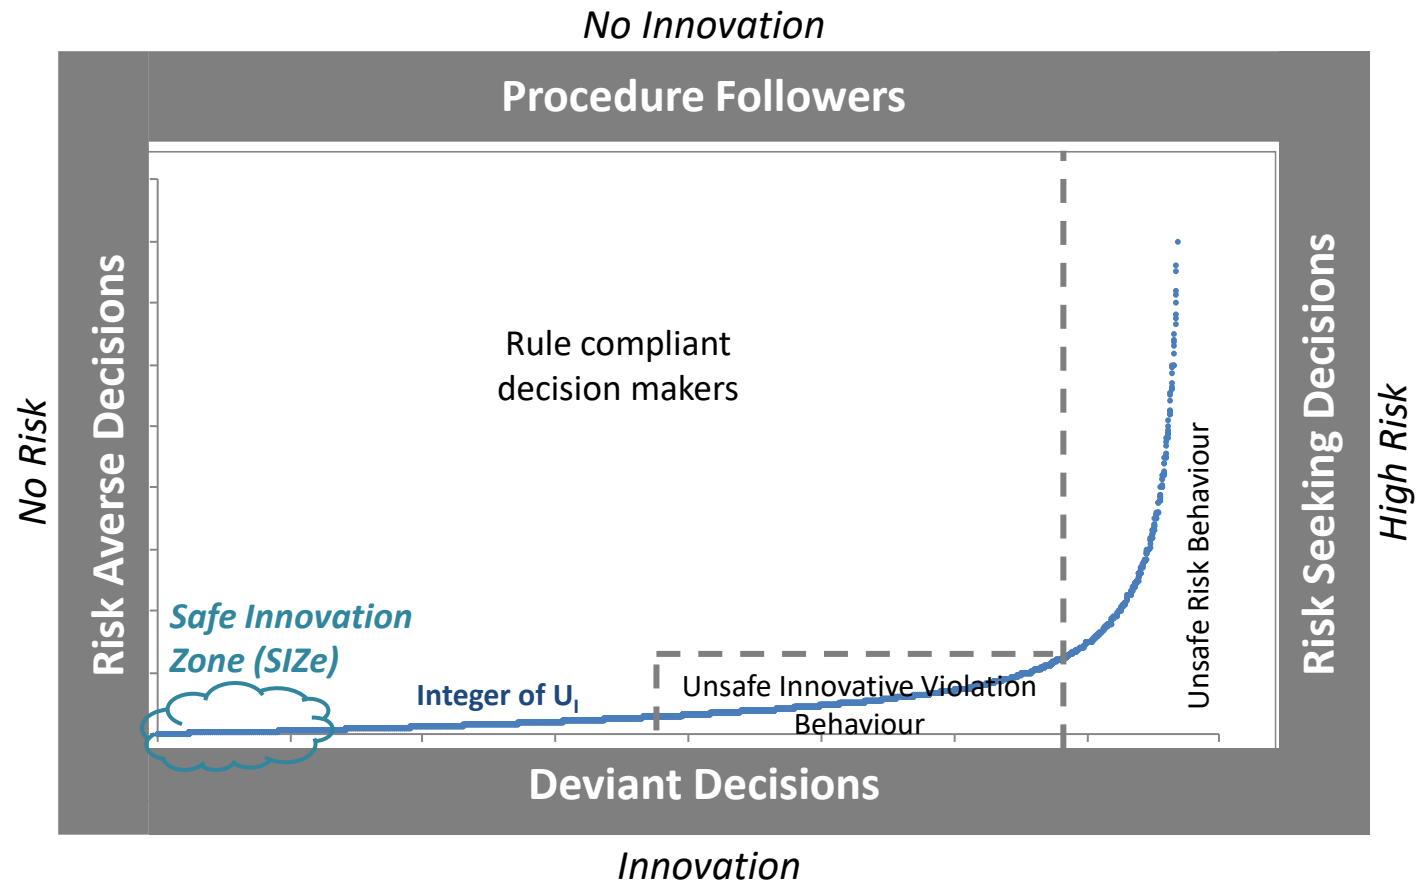 No Innovation
Procedure Followers
Risk Averse Decisions
No Risk
Rule compliant
decision makers
Safe Innovation
Zone (SIZe)
Integer of UI
Unsafe Innovative Violation
Behaviour
Unsafe Risk Behaviour
Risk Seeking Decisions
High Risk
Deviant Decisions
Innovation